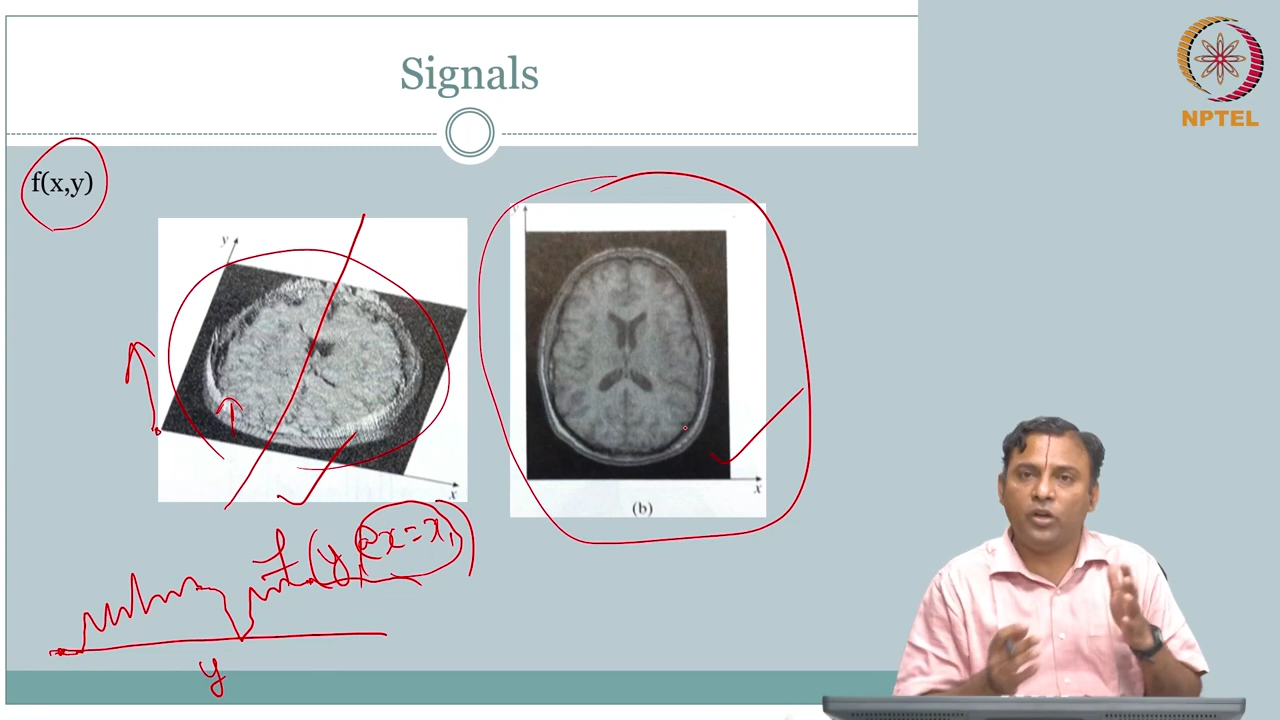 Signals
NPTEL
f(x,y)
y
x
y
x
(b)
f(y, @x=x₁)
y